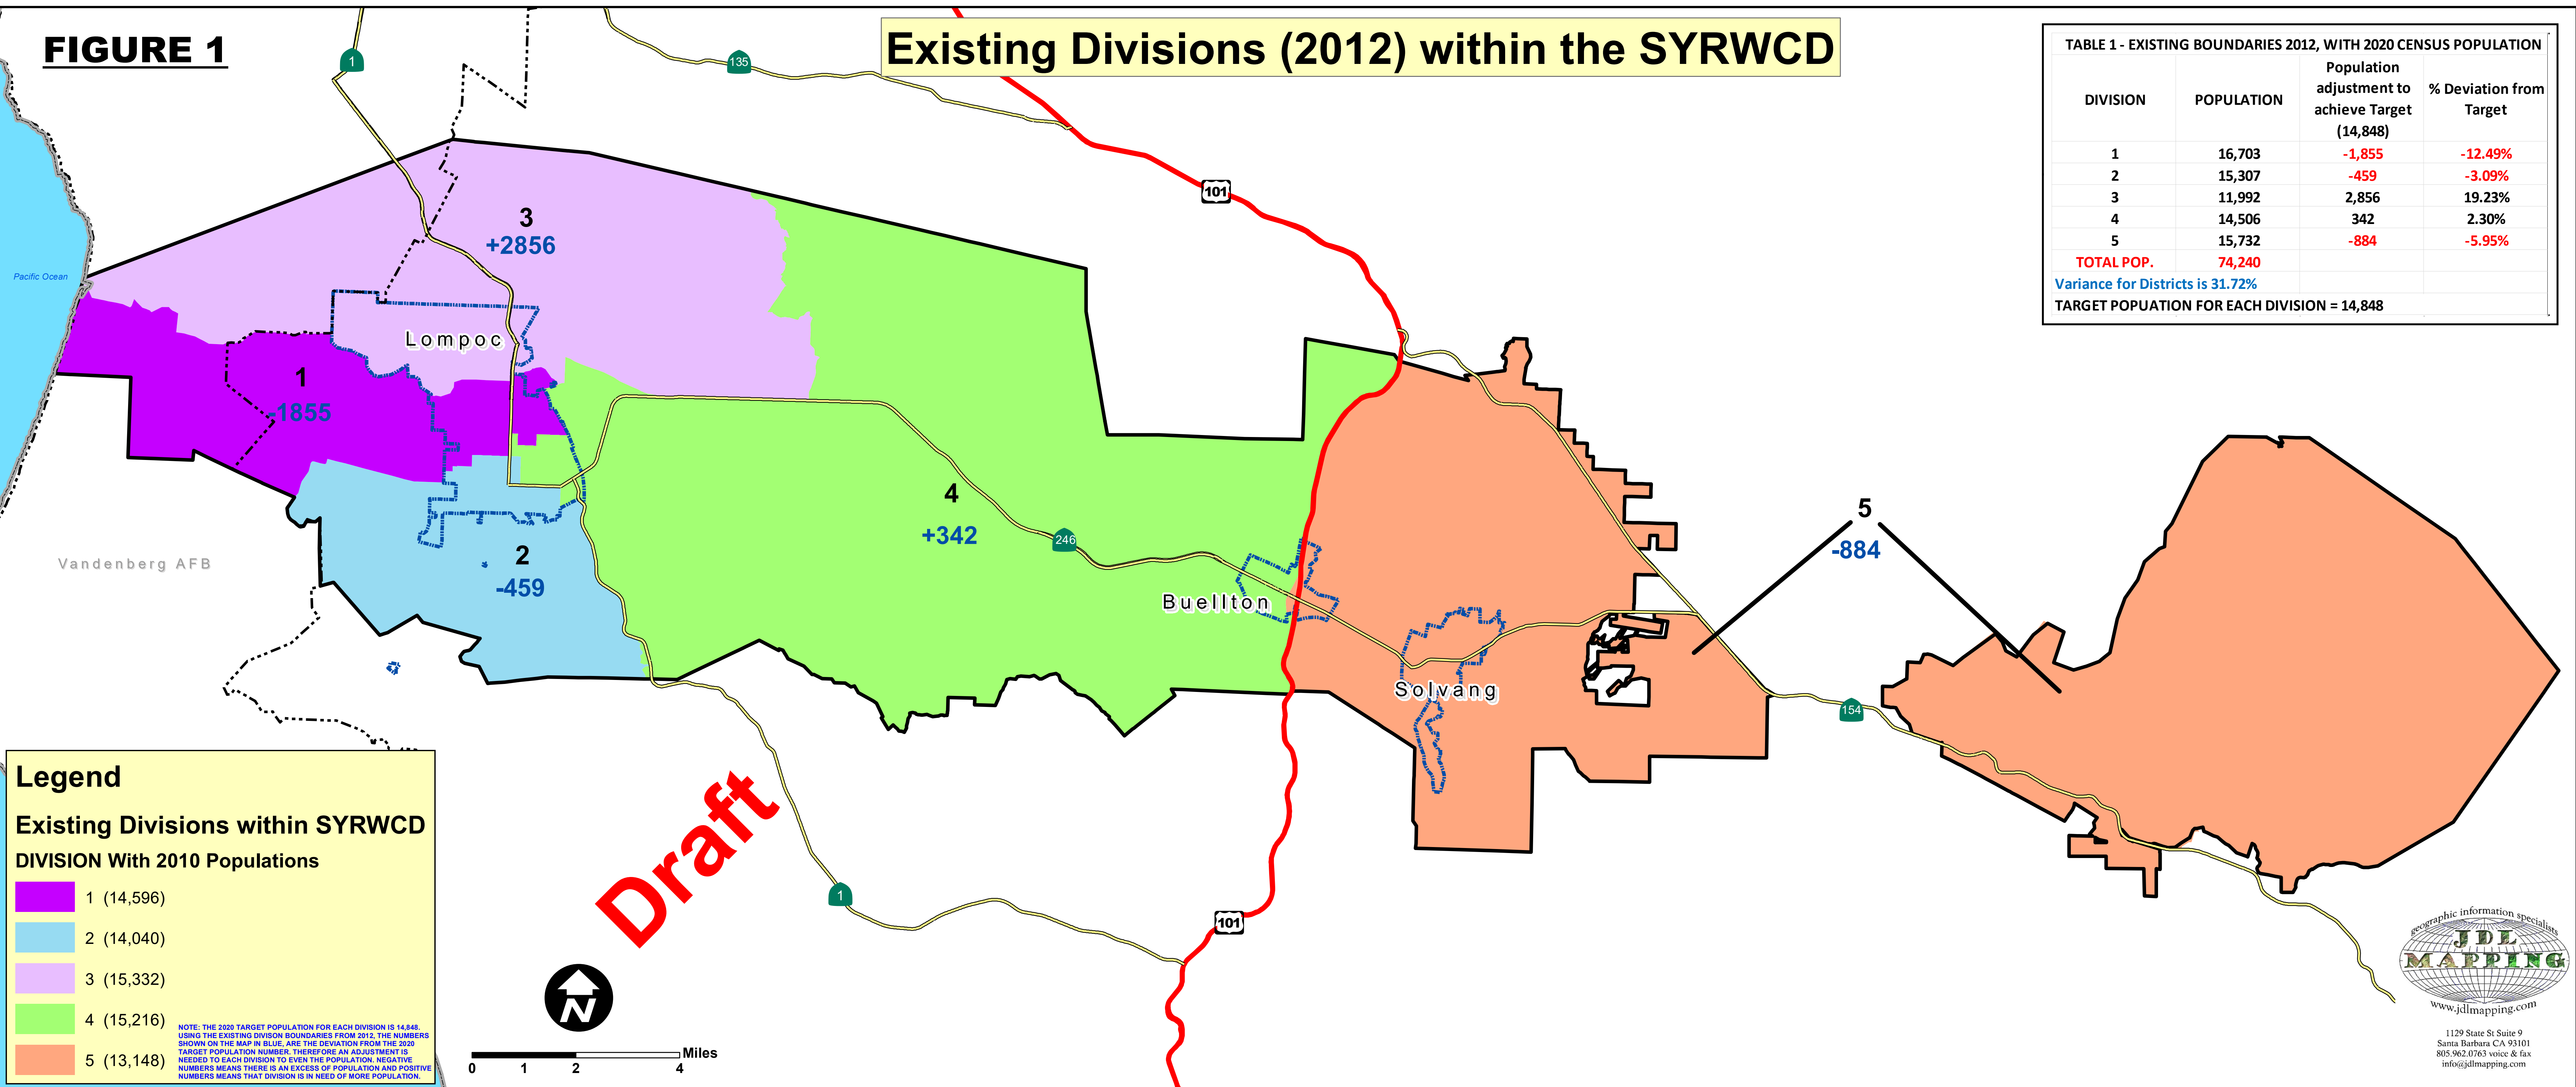 FIGURE 1
Existing Divisions (2012) within the SYRWCD
TABLE 1 - EXISTING BOUNDARIES 2012, WITH 2020 CENSUS POPULATION
DIVISION POPULATION Population adjustment to achieve Target (14,848) % Deviation from Target
1 16,703 -1,855 -12.49%
2 15,307 -459 -3.09%
3 11,992 2,856 19.23%
4 14,506 342 2.30%
5 15,732 -884 -5.95%
TOTAL POP. 74,240
Variance for Districts is 31.72%
TARGET POPUATION FOR EACH DIVISION = 14,848
1
135
101
3
+2856
Pacific Ocean
Lompoc
1
-1855
4
+342
246
5
-884
2
-459
Vandenberg AFB
Buellton
Solvang
154
Draft
1
101
Legend
Existing Divisions within SYRWCD
DIVISION With 2010 Populations
1 (14,596)
2 (14,040)
3 (15,332)
4 (15,216)
5 (13,148)
NOTE: THE 2020 TARGET POPULATION FOR EACH DIVISION IS 14,848.
USING THE EXISTING DIVISON BOUNDARIES FROM 2012, THE NUMBERS
SHOWN ON THE MAP IN BLUE, ARE THE DEVIATION FROM THE 2020
TARGET POPULATION NUMBER. THEREFORE AN ADJUSTMENT IS
NEEDED TO EACH DIVISION TO EVEN THE POPULATION. NEGATIVE
NUMBERS MEANS THERE IS AN EXCESS OF POPULATION AND POSITIVE
NUMBERS MEANS THAT DIVISION IS IN NEED OF MORE POPULATION.
N
Miles
0 1 2 4
geographic information specialists
JDL
MAPPING
www.jdlmapping.com
1129 State St Suite 9
Santa Barbara CA 93101
805.962.0763 voice & fax
info@jdlmapping.com